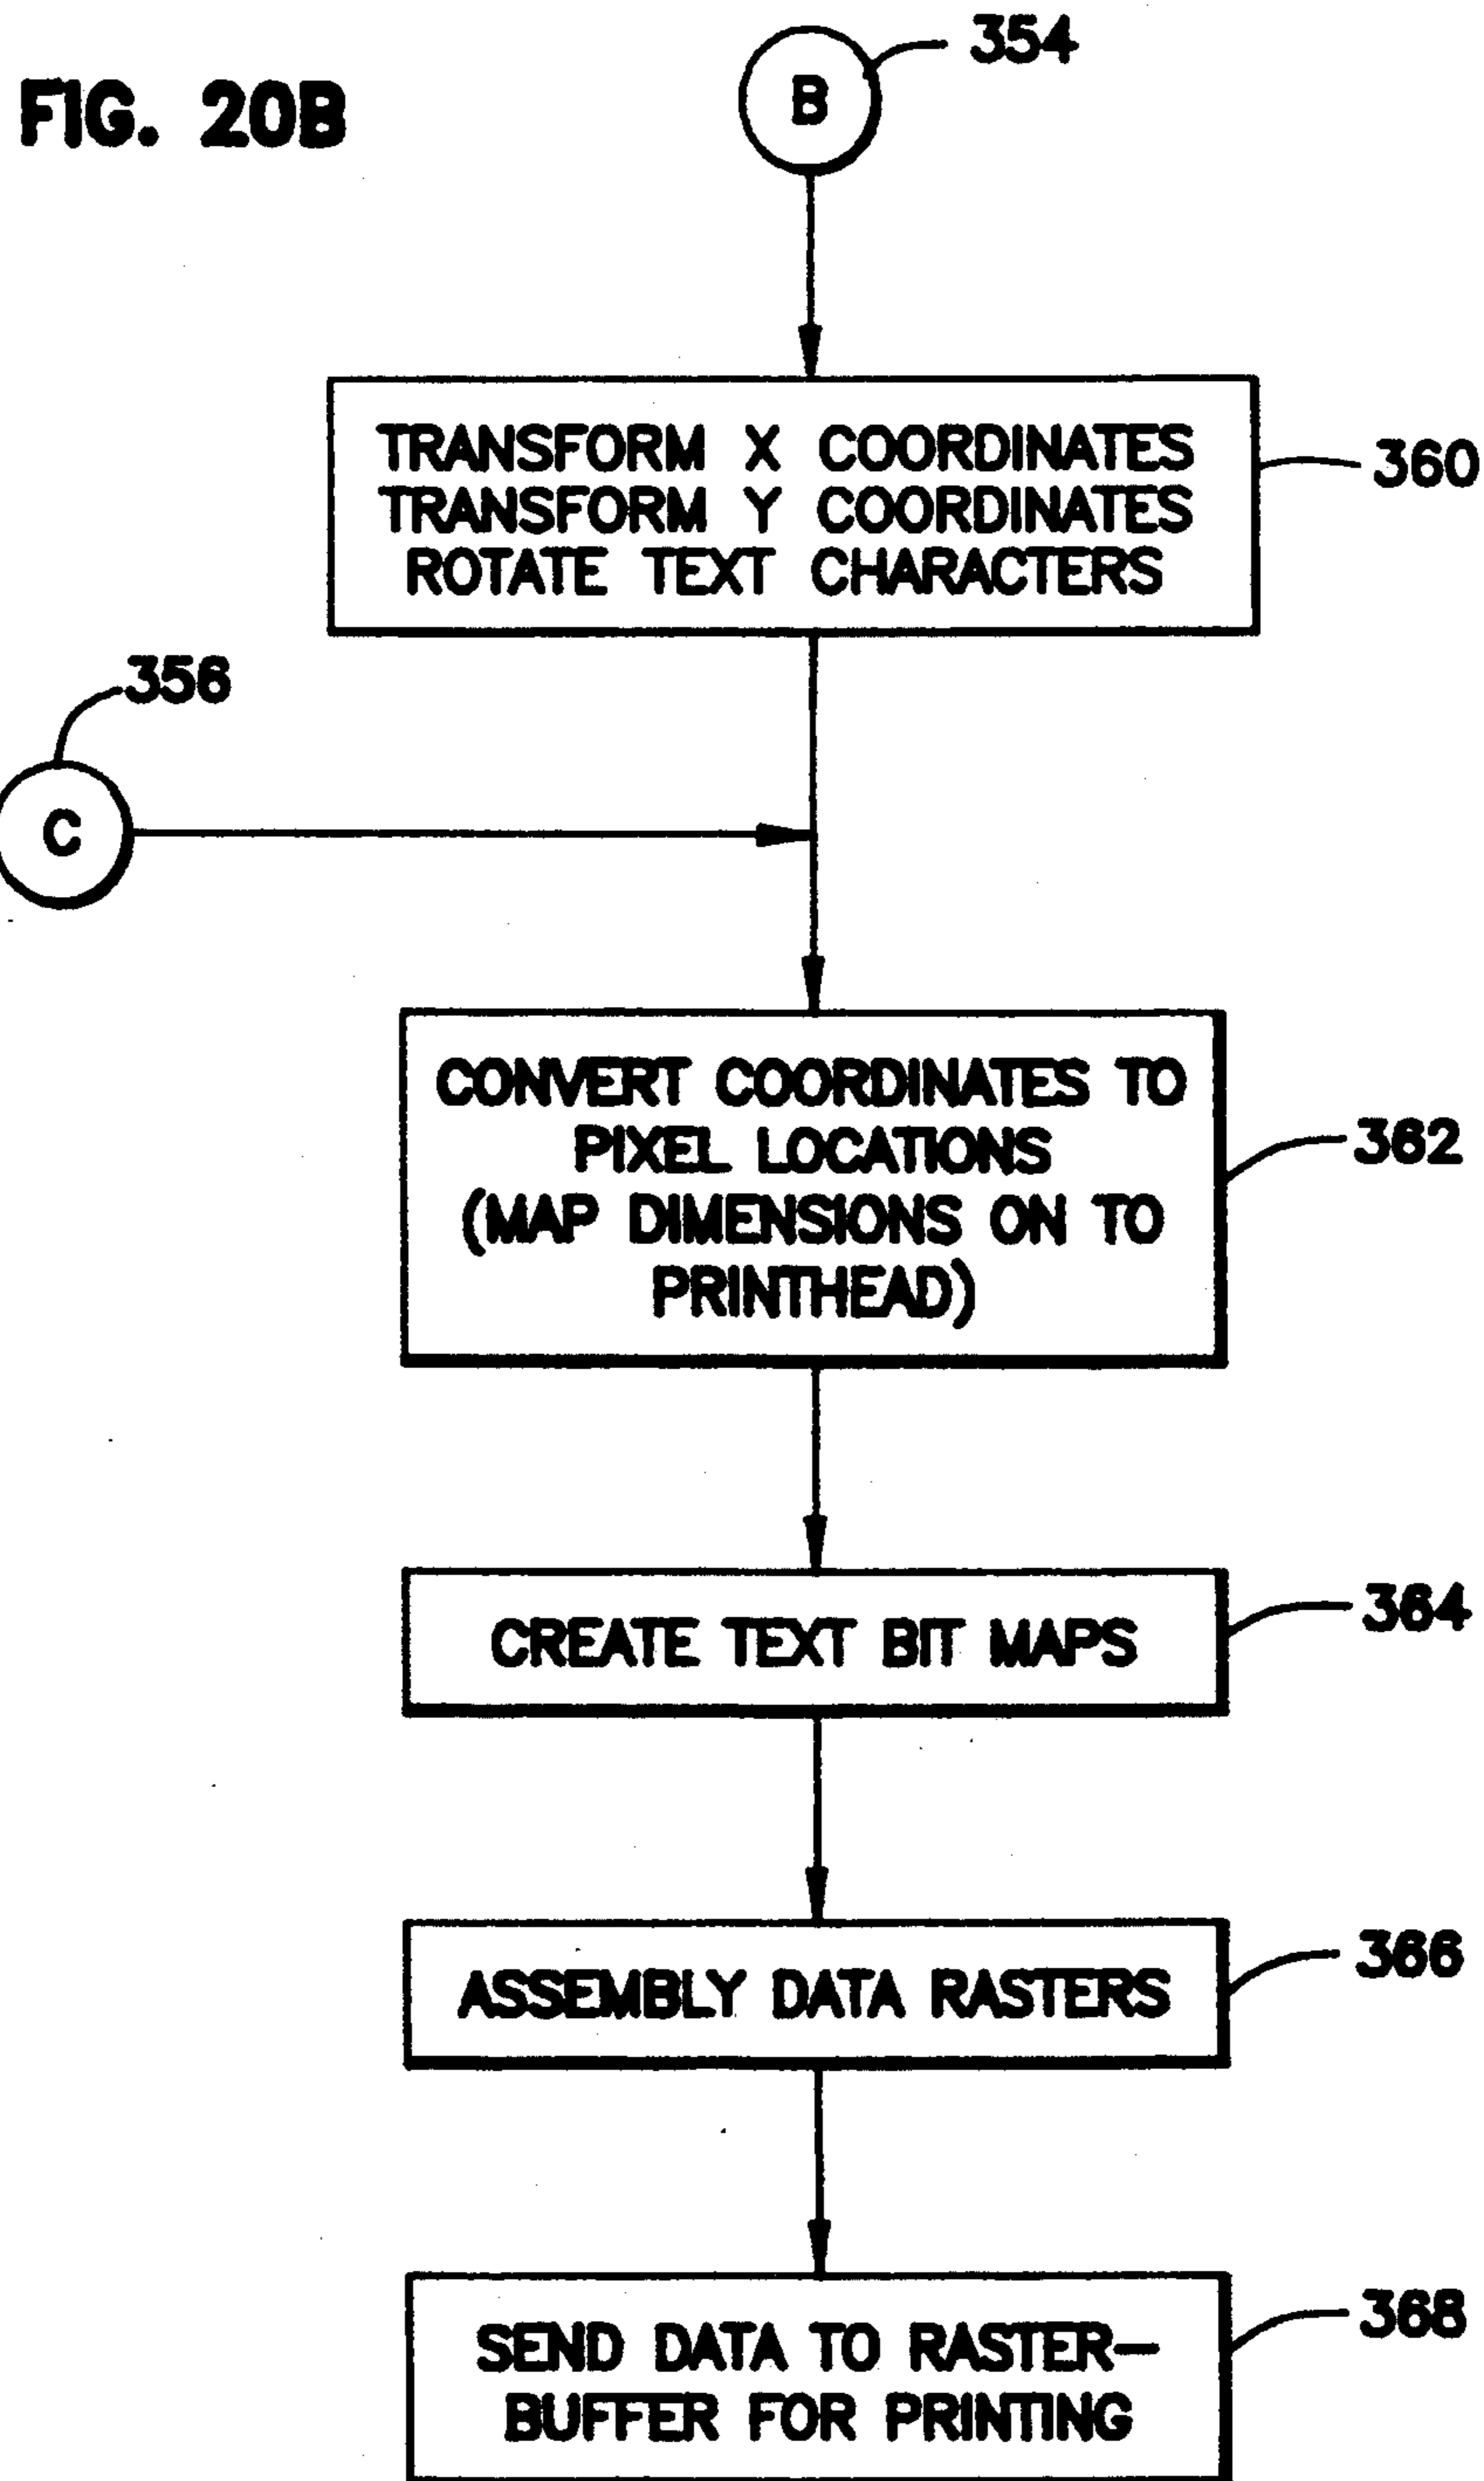 FIG. 20B
B
354
TRANSFORM X COORDINATES
TRANSFORM Y COORDINATES
ROTATE TEXT CHARACTERS
360
356
C
CONVERT COORDINATES TO
PIXEL LOCATIONS
(MAP DIMENSIONS ON TO
PRINTHEAD)
362
CREATE TEXT BIT MAPS
364
ASSEMBLY DATA RASTERS
366
SEND DATA TO RASTER-
BUFFER FOR PRINTING
368